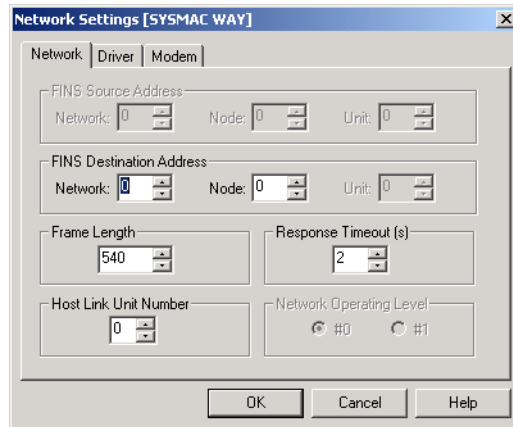 Network Settings [SYSMAC WAY]
Network Driver Modem
FINS Source Address
Network: 0 Node: 0 Unit: 0
FINS Destination Address
Network: 0 Node: 0 Unit: 0
Frame Length Response Timeout (s)
540 2
Host Link Unit Number Network Operating Level
0 #0 #1
OK Cancel Help